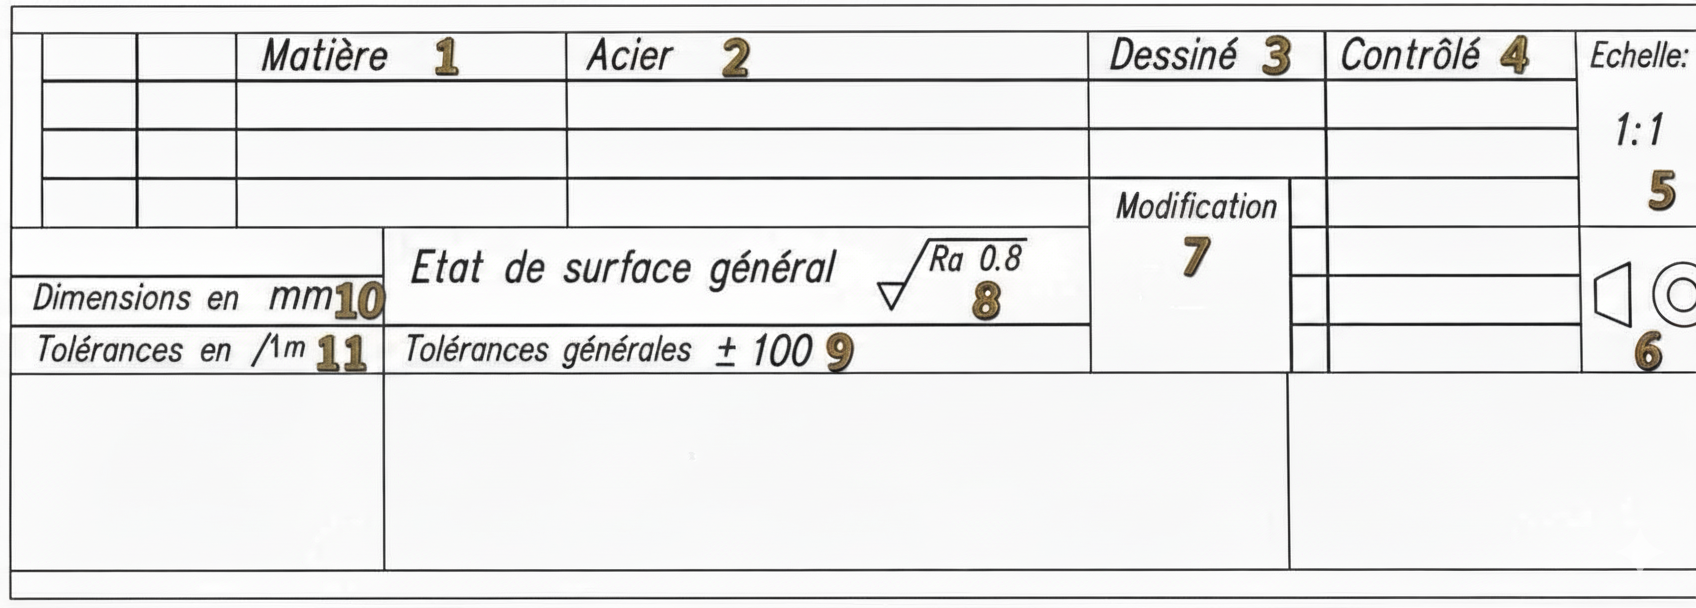 Matière 1 Acier 2 Dessiné 3 Contrôlé 4 Echelle:
1:1
5
Modification
7
Etat de surface général Ra 0.8
8
Dimensions en mm 10
6
Tolérances en /1m 11 Tolérances générales ± 100 9